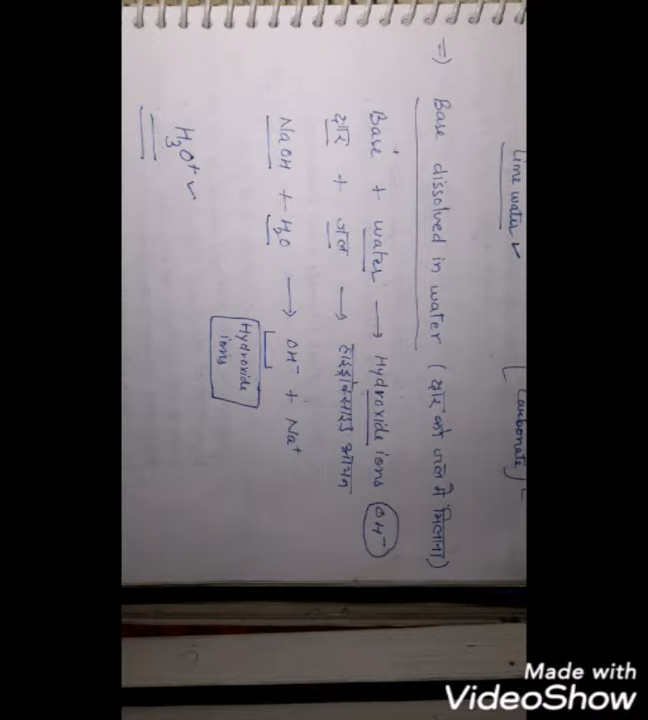 Lime water ✓
Carbonate
=) Base dissolved in water (क्षार को जल में मिलाना)
Base + water → Hydroxide ions OH⁻
क्षार + जल → हाइड्रोक्साइड आयन
NaOH + H₂O → OH⁻ + Na⁺
Hydroxide
ions
H₃O⁺ ✓
Made with
VideoShow